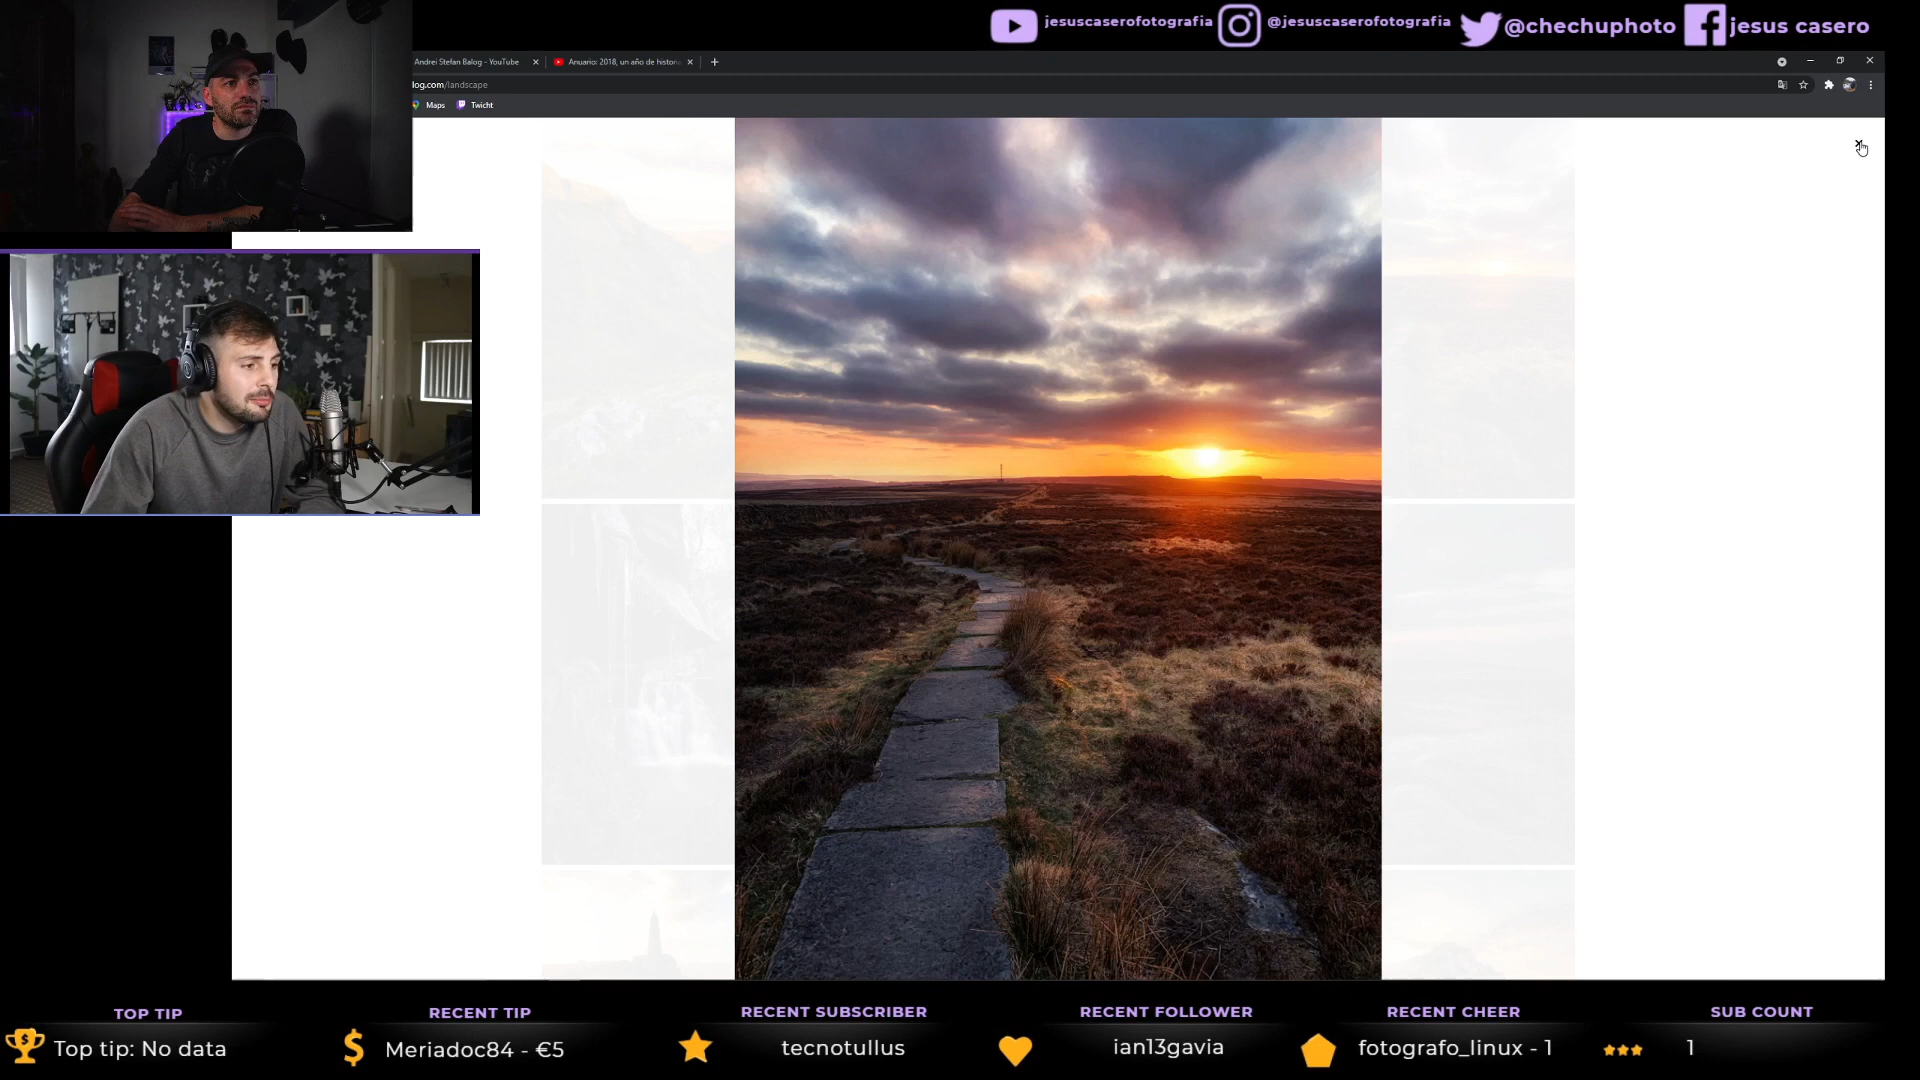 jesuscaserofotografia
@jesuscaserofotografia
@chechuphoto
jesus casero
Andrei Stefan Balog - YouTube
Anuario: 2018, un año de histori
log.com/landscape
Maps
Twicht
TOP TIP
Top tip: No data
RECENT TIP
Meriadoc84 - €5
RECENT SUBSCRIBER
tecnotullus
RECENT FOLLOWER
ian13gavia
RECENT CHEER
fotografo_linux - 1
SUB COUNT
1